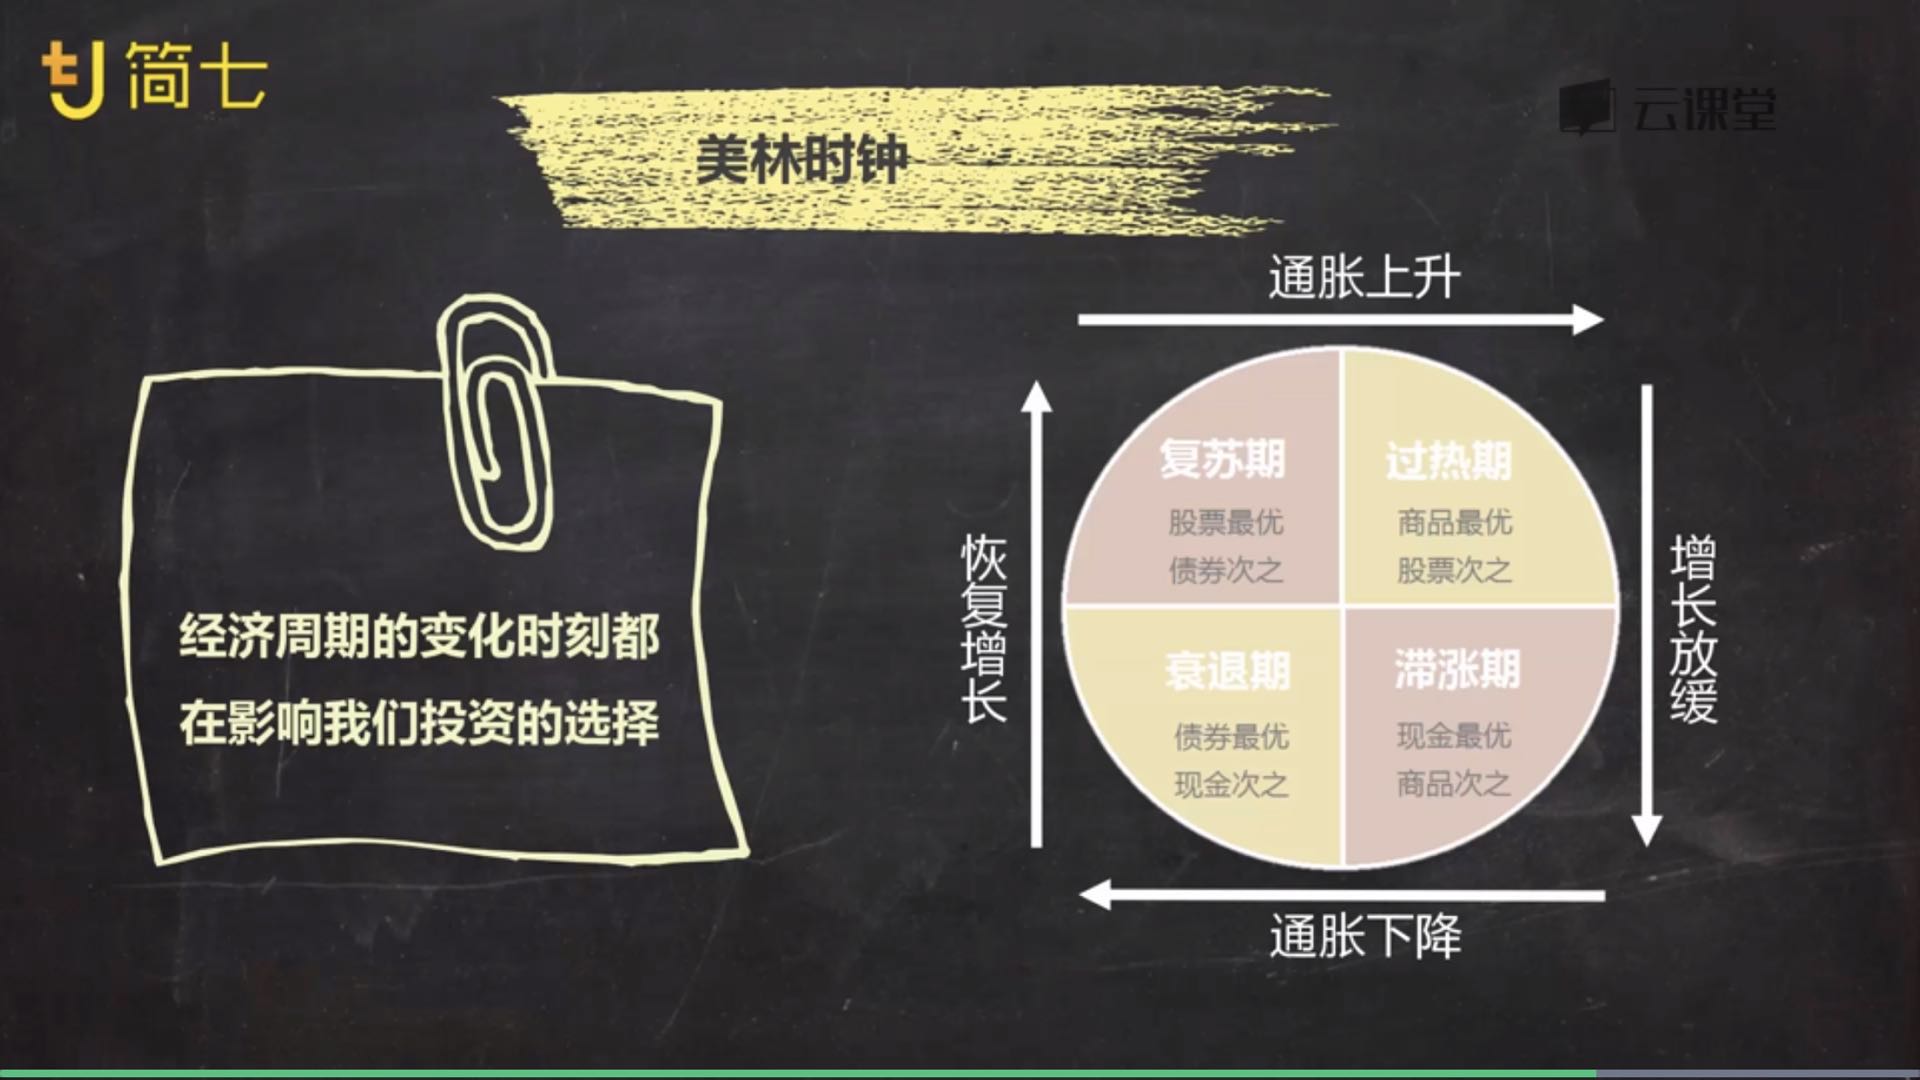 简七
云课堂
美林时钟
经济周期的变化时刻都
在影响我们投资的选择
通胀上升
恢复增长
复苏期
股票最优
债券次之
过热期
商品最优
股票次之
增长放缓
衰退期
债券最优
现金次之
滞涨期
现金最优
商品次之
通胀下降